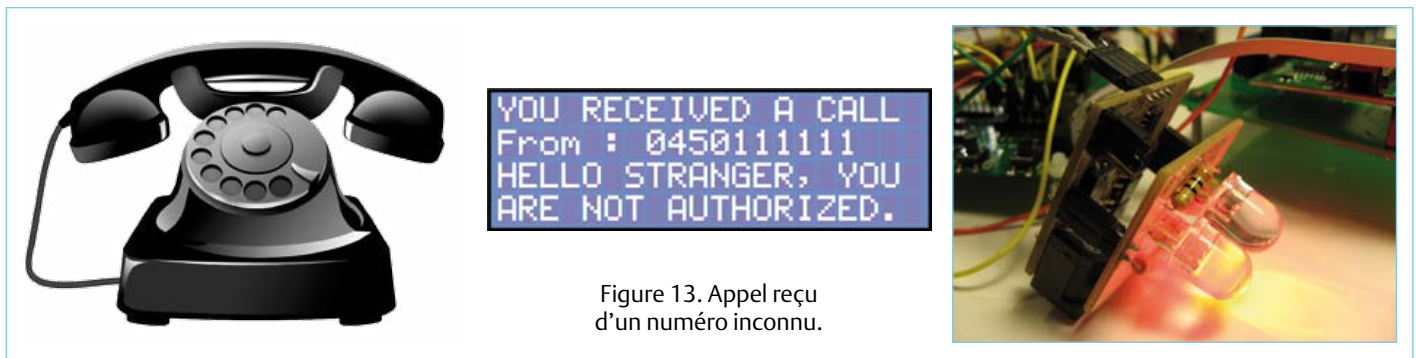 YOU RECEIVED A CALL
From : 0450111111
HELLO STRANGER, YOU
ARE NOT AUTHORIZED.
Figure 13. Appel reçu
d'un numéro inconnu.